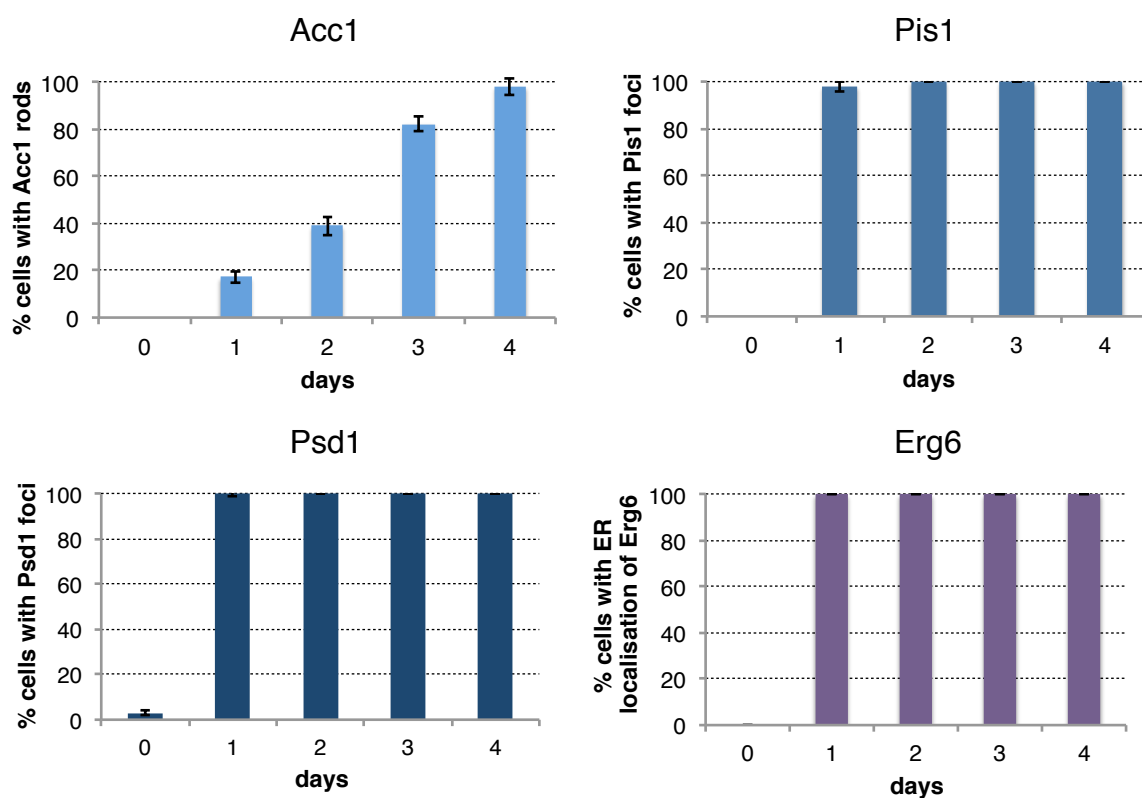 Acc1
% cells with Acc1 rods
100
80
60
40
20
0
0 1 2 3 4
days
Pis1
% cells with Pis1 foci
100
80
60
40
20
0
0 1 2 3 4
days
Psd1
% cells with Psd1 foci
100
80
60
40
20
0
0 1 2 3 4
days
Erg6
% cells with ER
localisation of Erg6
100
80
60
40
20
0
0 1 2 3 4
days